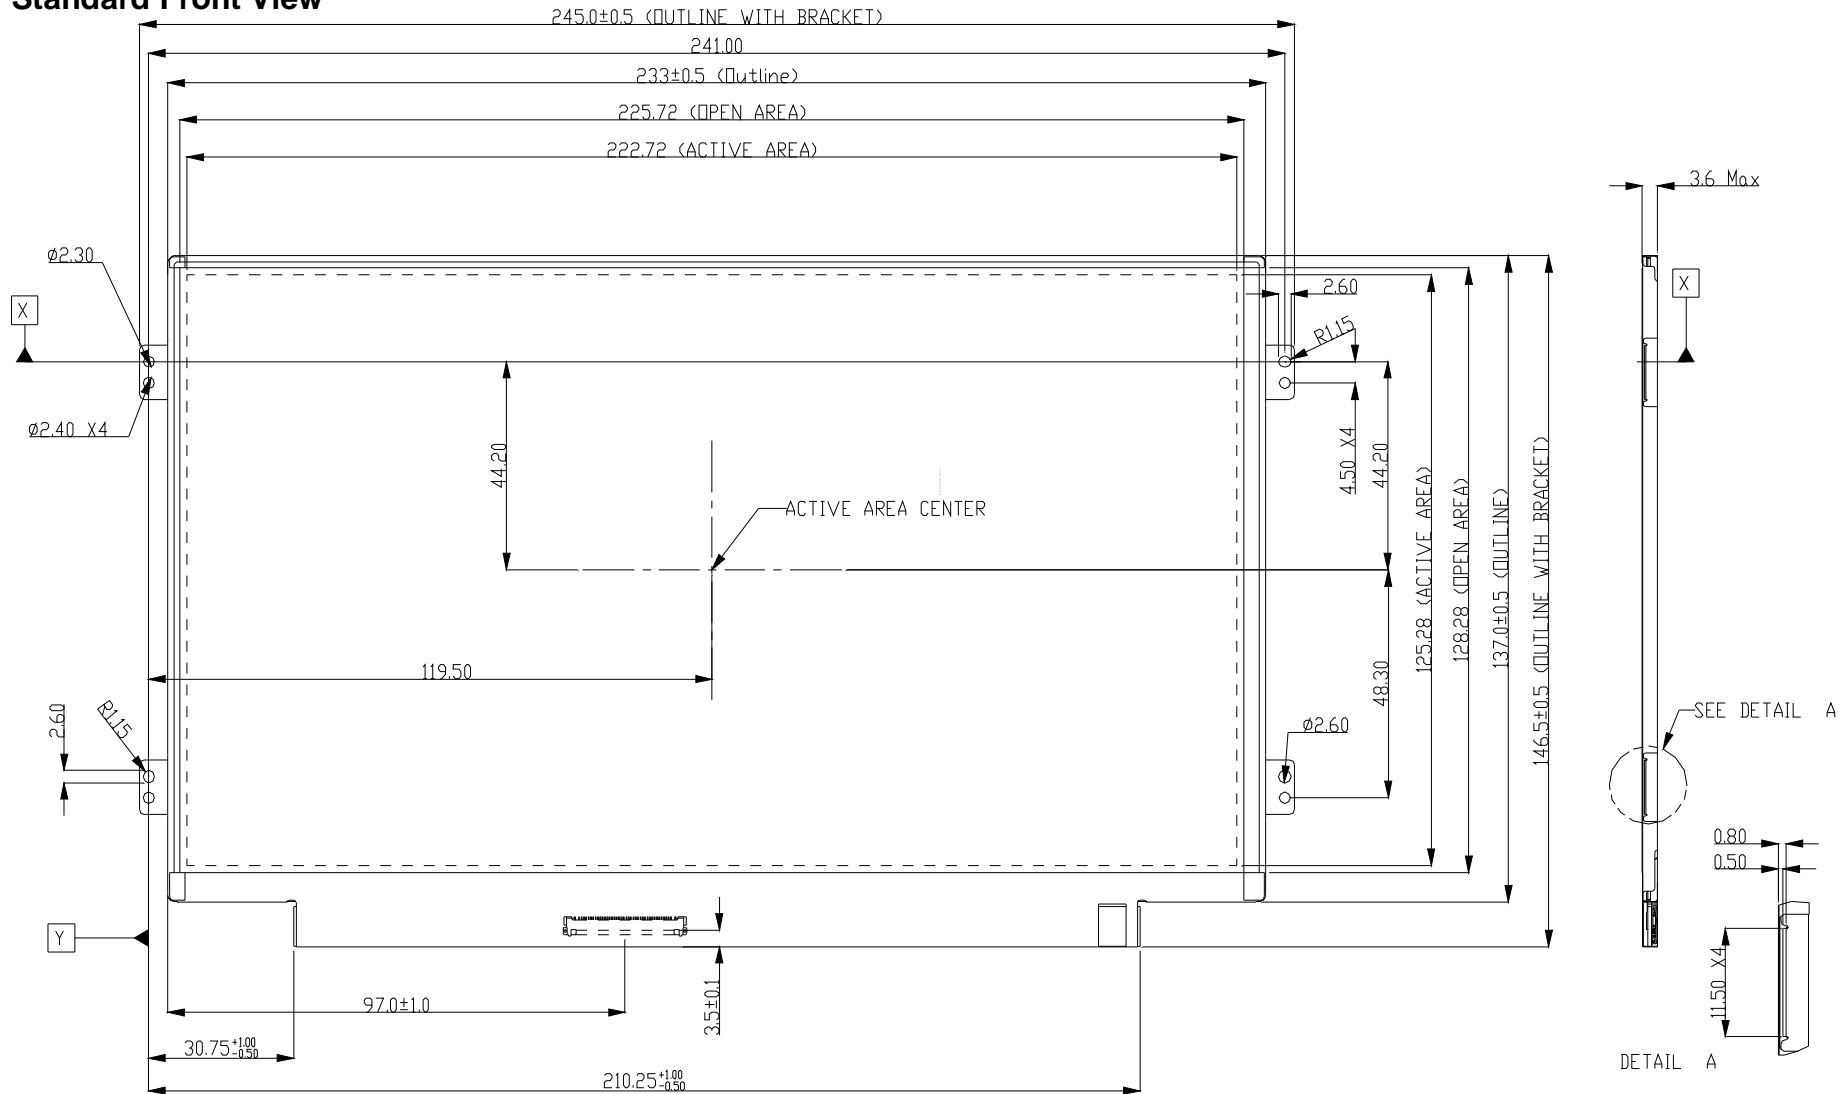 Standard Front View
245.0±0.5 (OUTLINE WITH BRACKET)
241.00
233±0.5 (Outline)
225.72 (OPEN AREA)
222.72 (ACTIVE AREA)
3.6 Max
ø2.30
2.60
X
X
R1.15
ø2.40 X4
44.20
4.50 X4
44.20
ACTIVE AREA CENTER
125.28 (ACTIVE AREA)
128.28 (OPEN AREA)
137.0±0.5 (OUTLINE)
146.5±0.5 (OUTLINE WITH BRACKET)
119.50
48.30
2.60
R1.15
ø2.60
SEE DETAIL A
0.80
0.50
Y
97.0±1.0
3.5±0.1
11.50 X4
30.75+1.00
-0.50
210.25+1.00
-0.50
DETAIL A